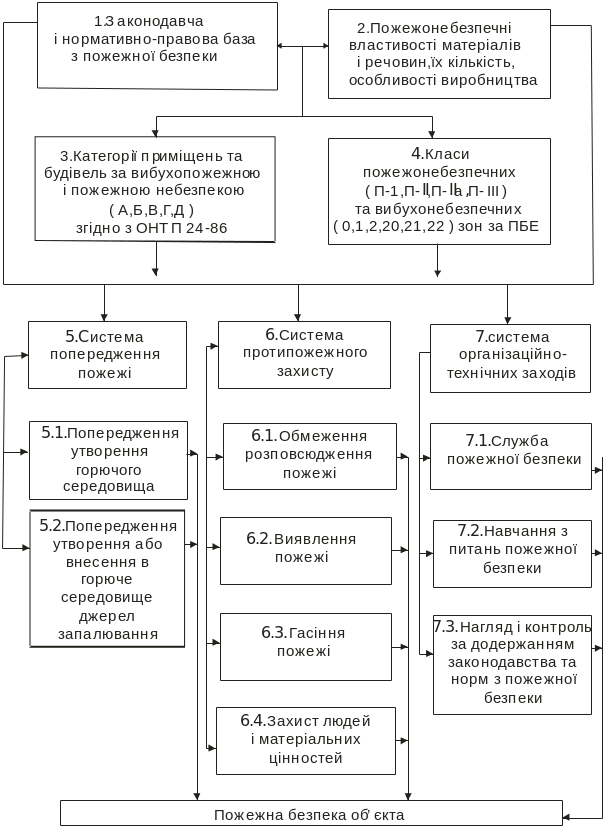 1.Законодавча
і нормативно-правова база
з пожежної безпеки
2.Пожежонебезпечні
властивості матеріалів
і речовин,їх кількість,
особливості виробництва
3.Категорії приміщень та
будівель за вибухопожежною
і пожежною небезпекою
( А,Б,В,Г,Д )
згідно з ОНТП 24-86
4.Класи
пожежонебезпечних
( П-1,П-ІІ,П-ІІа,П-ІІІ )
та вибухонебезпечних
( 0,1,2,20,21,22 ) зон за ПБЕ
5.Система
попередження
пожежі
6.Система
протипожежного
захисту
7.система
організаційно-
технічних заходів
5.1.Попередження
утворення
горючого
середовища
6.1.Обмеження
розповсюдження
пожежі
7.1.Служба
пожежної безпеки
5.2.Попередження
утворення або
внесення в
горюче
середовище
джерел
запалювання
6.2.Виявлення
пожежі
7.2.Навчання з
питань пожежної
безпеки
6.3.Гасіння
пожежі
7.3.Нагляд і контроль
за додержанням
законодавства та
норм з пожежної
безпеки
6.4.Захист людей
і матеріальних
цінностей
Пожежна безпека об'єкта